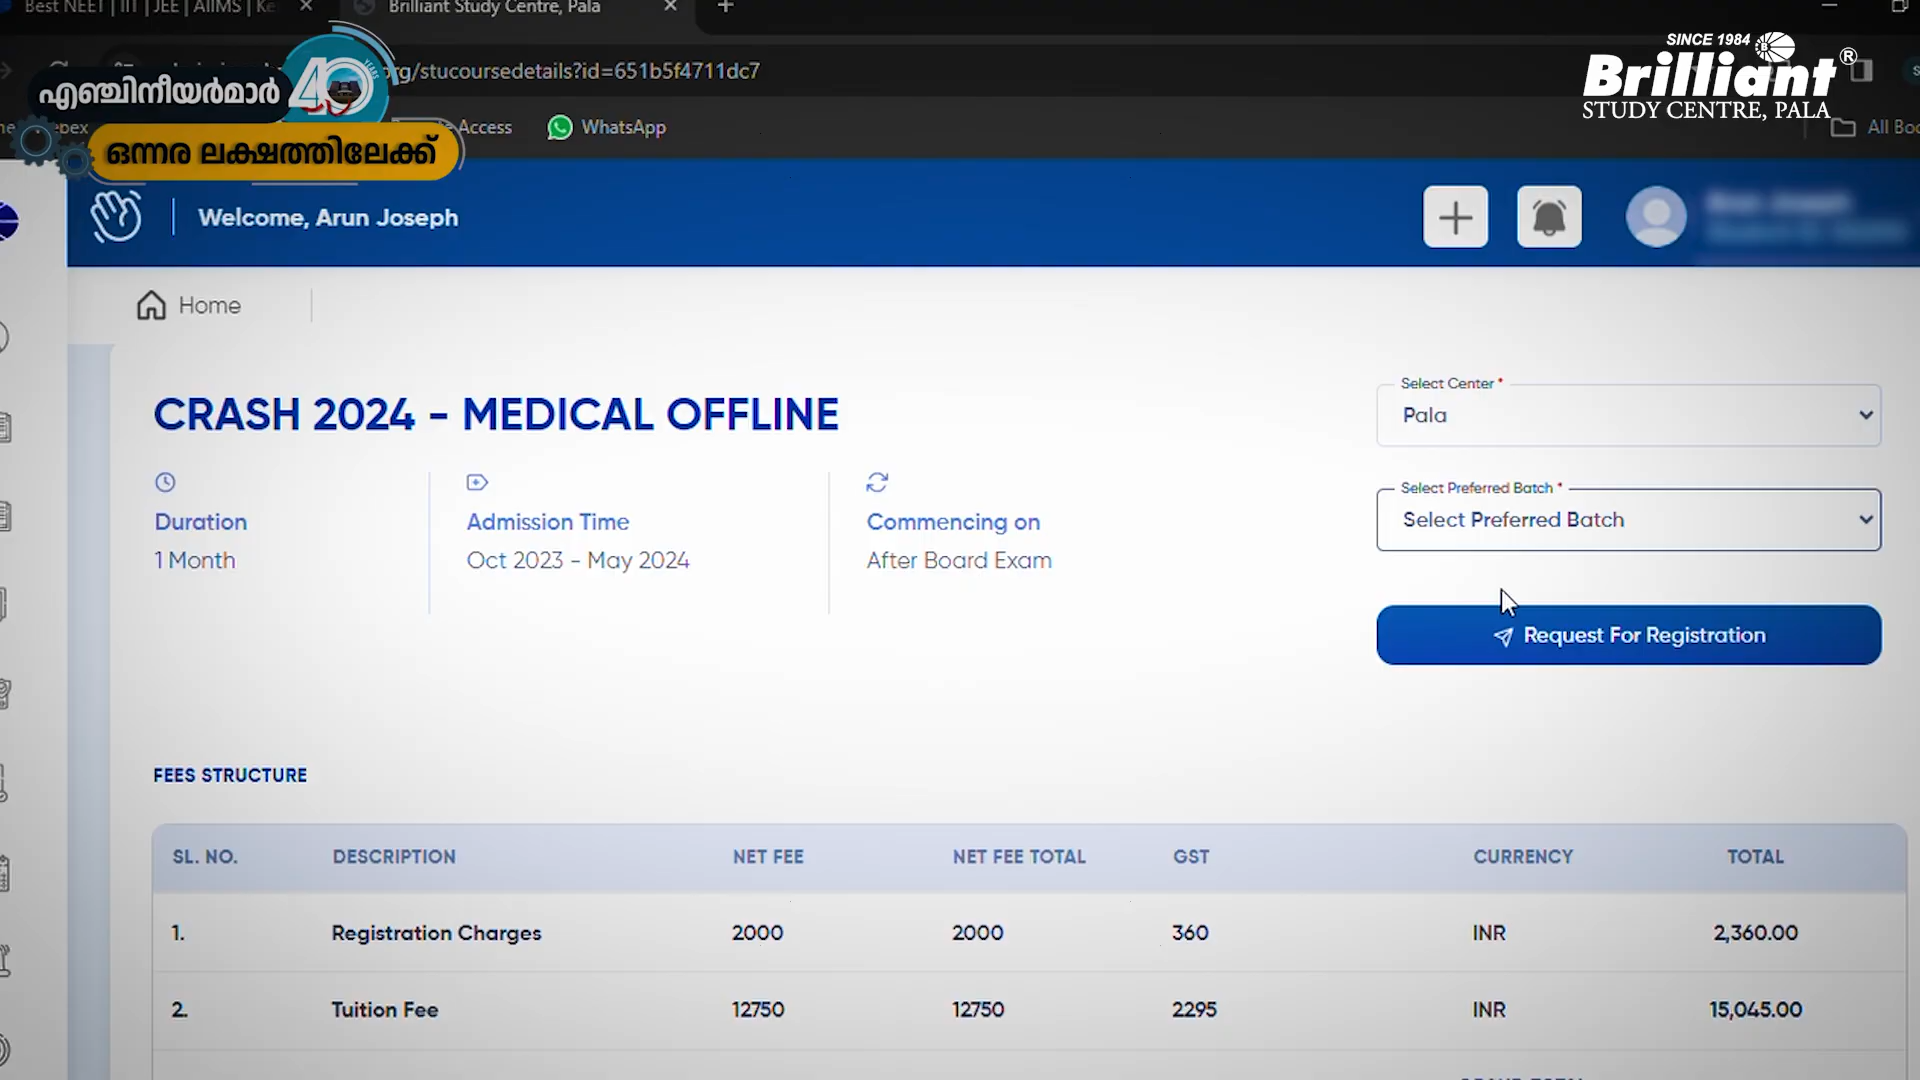 Best NEET | IIT | JEE | AIIMS | Ke
Brilliant Study Centre, Pala
org/stucoursedetails?id=651b5f4711dc7
Access
WhatsApp
All Boo
എഞ്ചിനീയർമാർ
40
YEARS
ഒന്നര ലക്ഷത്തിലേക്ക്
SINCE 1984
Brilliant®
STUDY CENTRE, PALA
Welcome, Arun Joseph
Home
CRASH 2024 - MEDICAL OFFLINE
Select Center *
Pala
Duration
Admission Time
Commencing on
1 Month
Oct 2023 - May 2024
After Board Exam
Select Preferred Batch *
Select Preferred Batch
Request For Registration
FEES STRUCTURE
SL. NO. DESCRIPTION NET FEE NET FEE TOTAL GST CURRENCY TOTAL
1. Registration Charges 2000 2000 360 INR 2,360.00
2. Tuition Fee 12750 12750 2295 INR 15,045.00